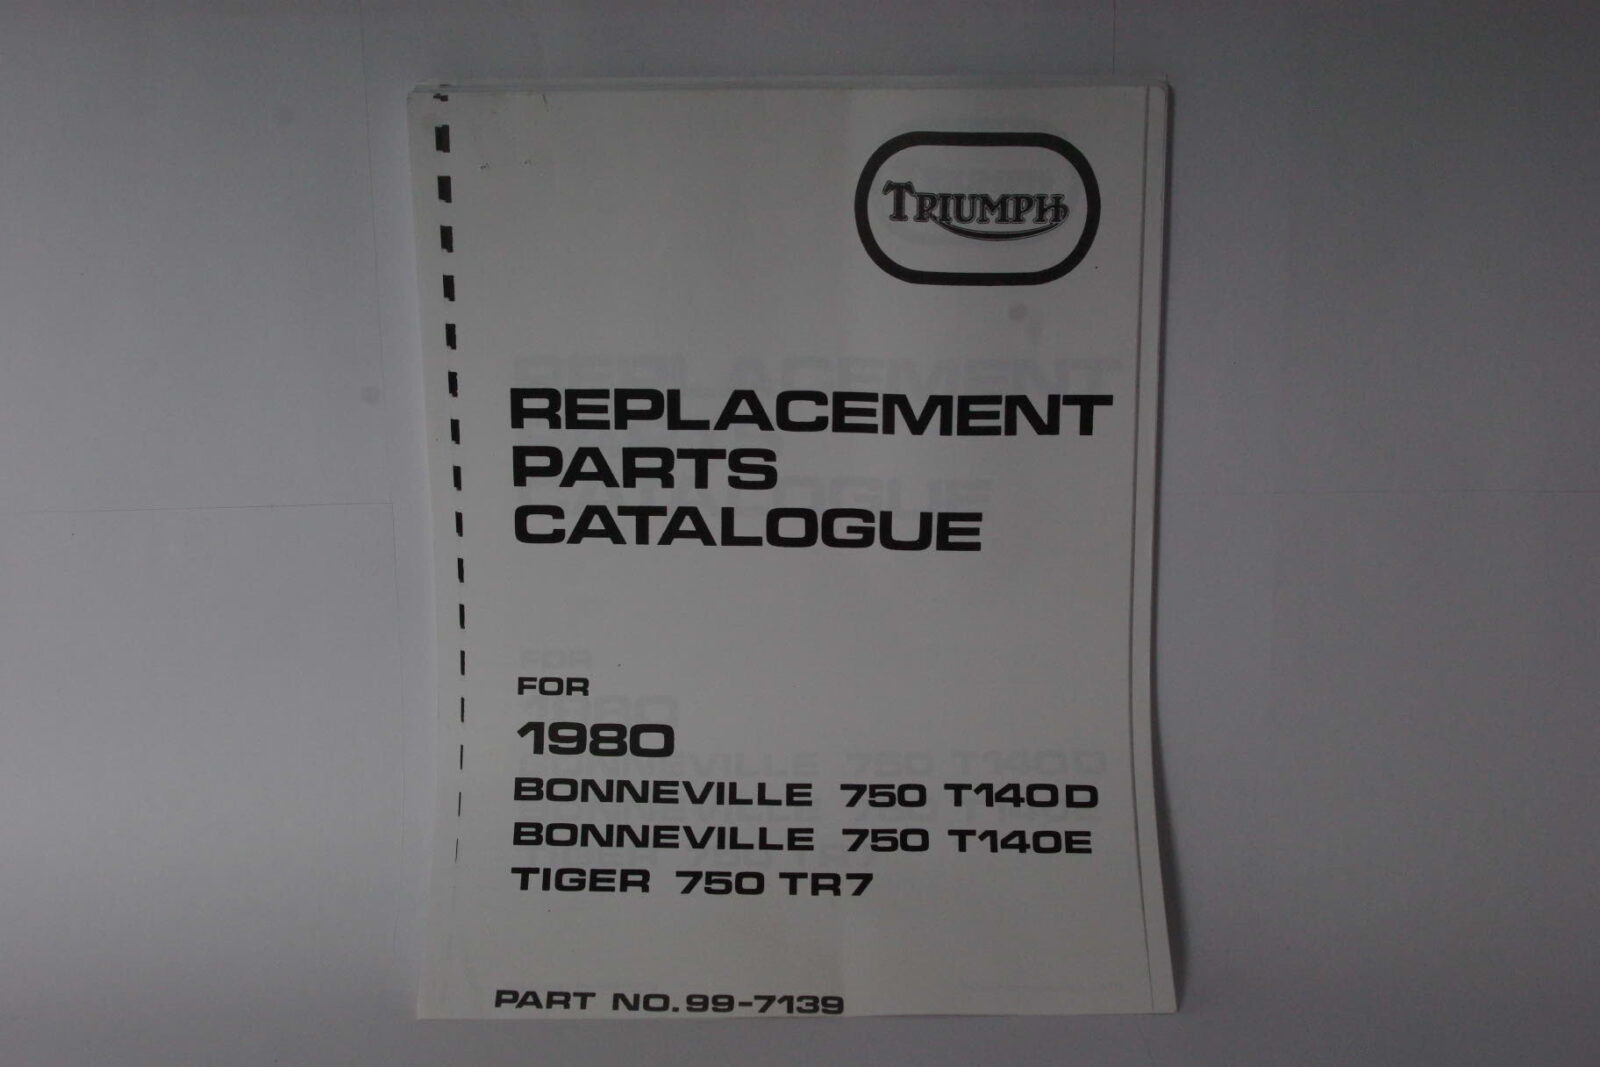 TRIUMPH
REPLACEMENT
PARTS
CATALOGUE
FOR
1980
BONNEVILLE 750 T140D
BONNEVILLE 750 T140E
TIGER 750 TR7
PART NO. 99-7139